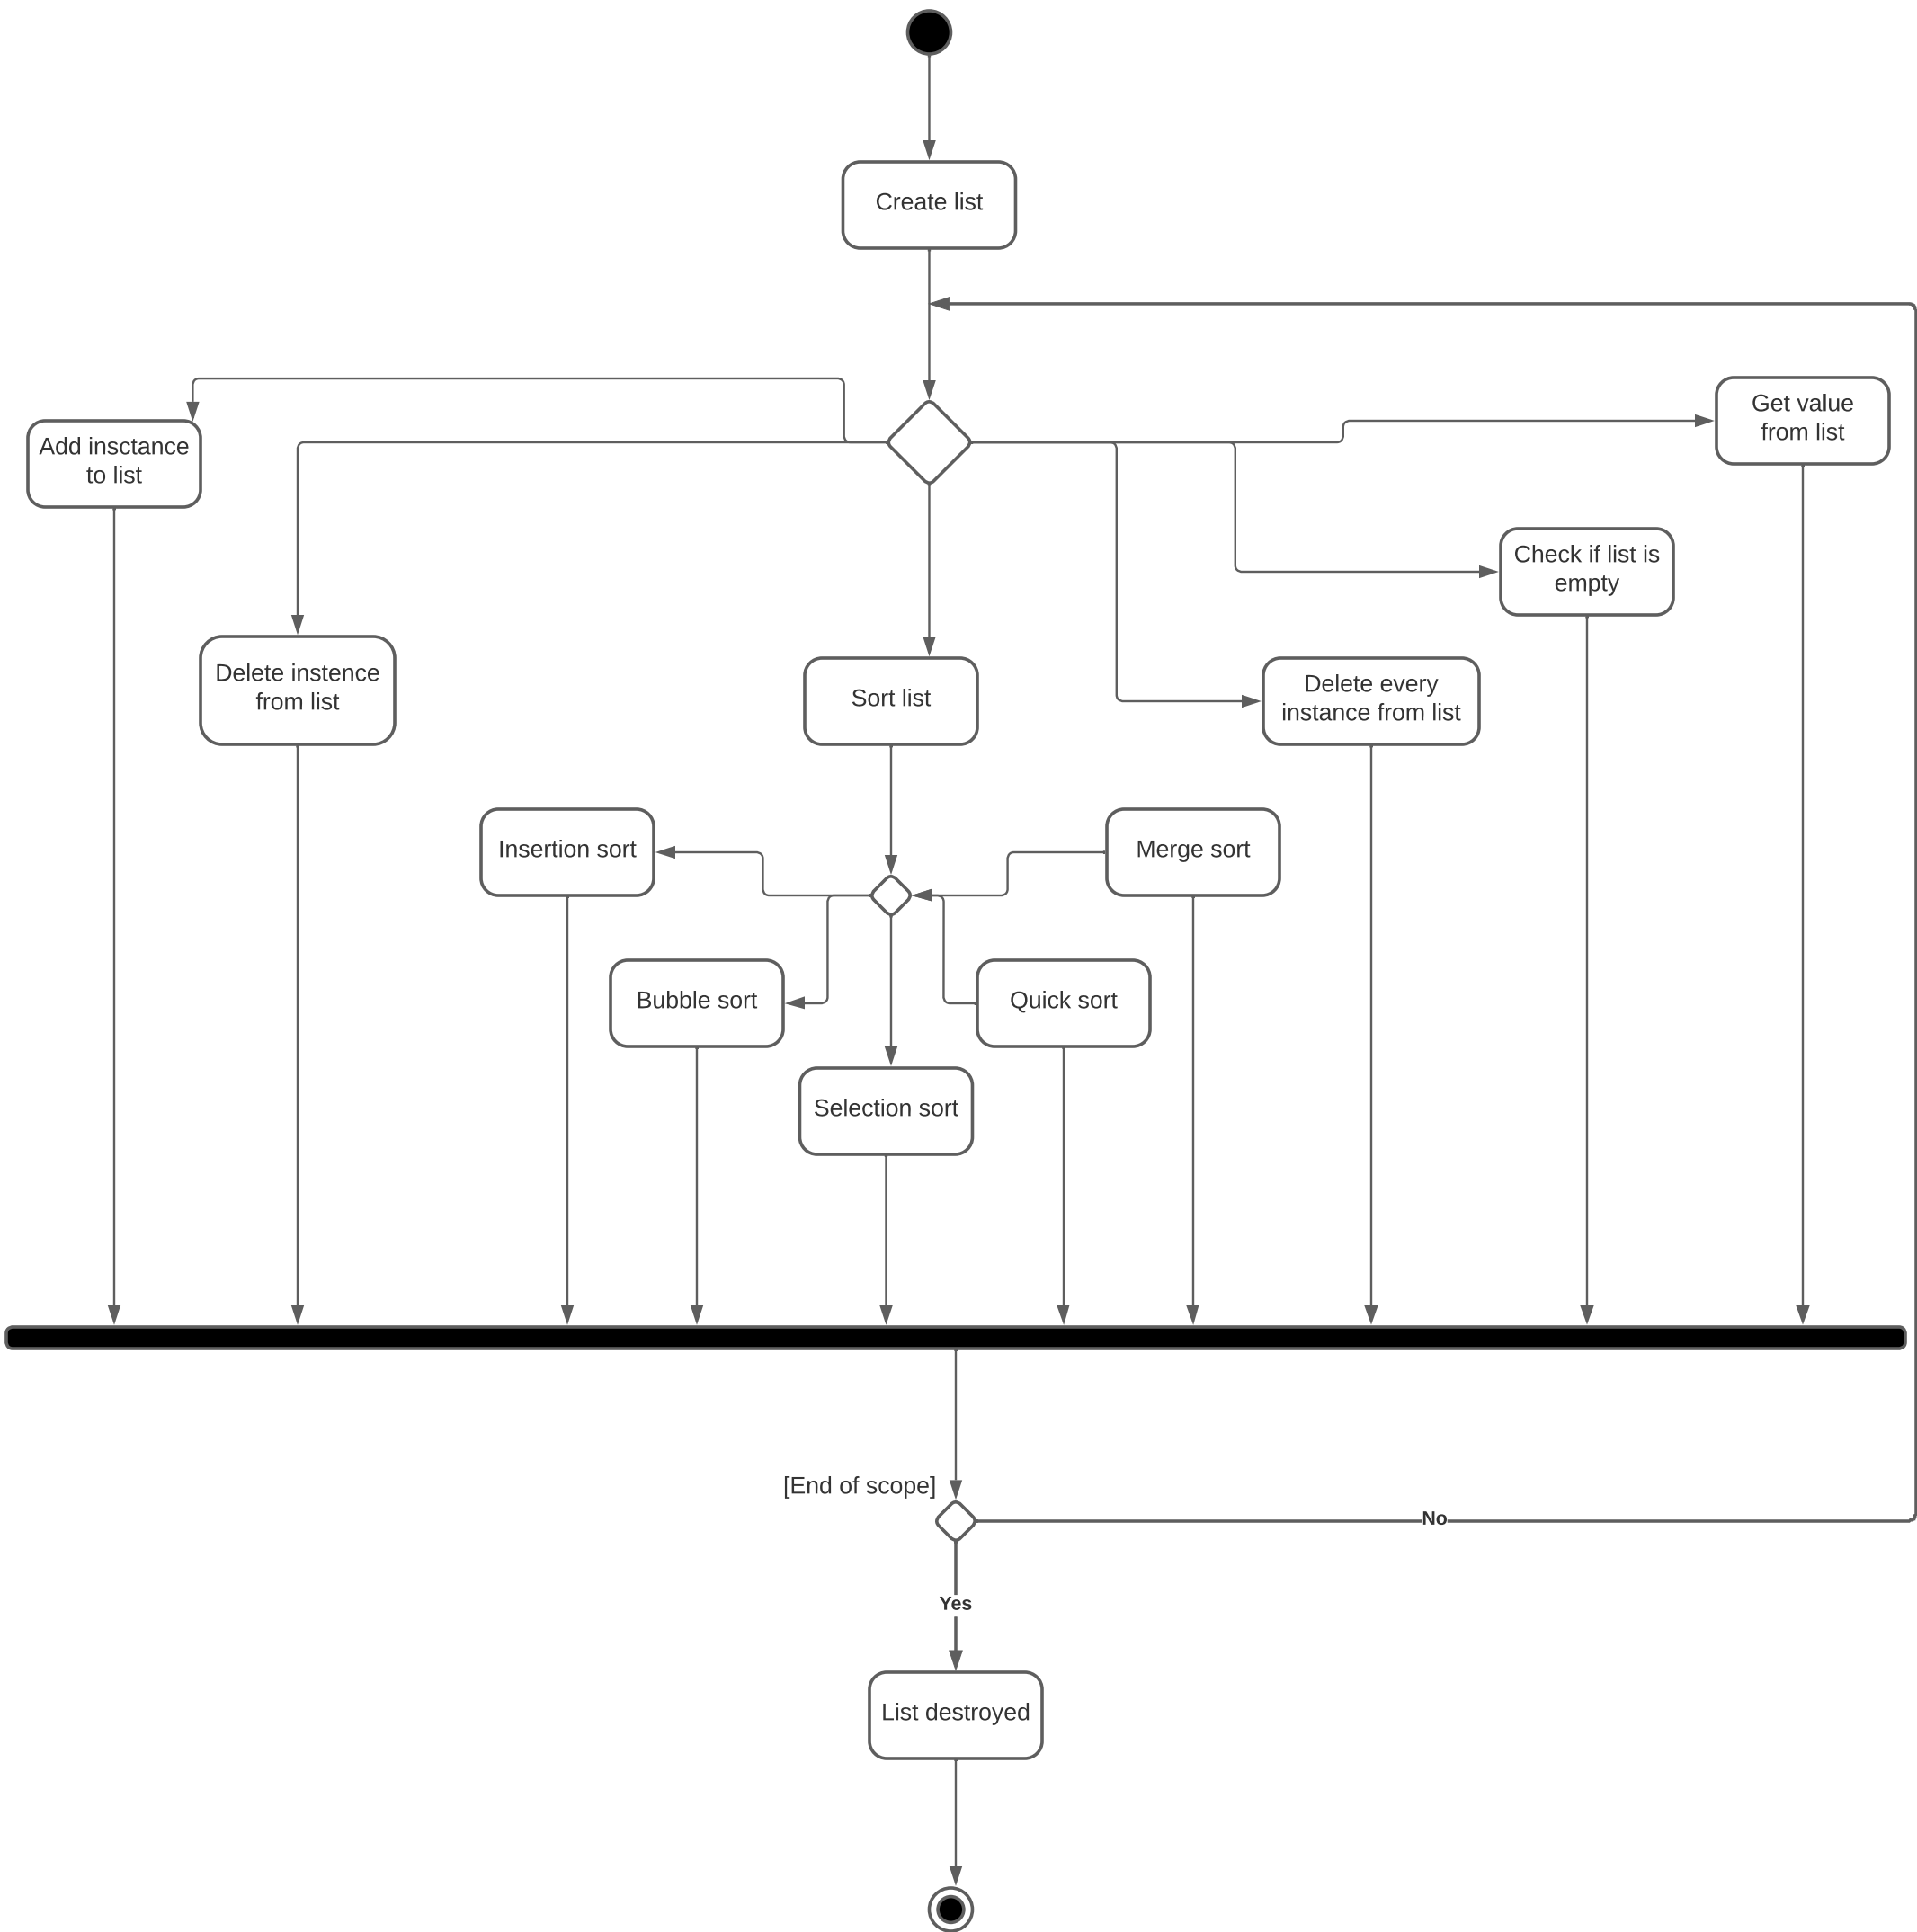 Create list
Get value
from list
Add insctance
to list
Check if list is
empty
Delete instence
from list
Sort list
Delete every
instance from list
Insertion sort
Merge sort
Bubble sort
Quick sort
Selection sort
[End of scope]
No
Yes
List destroyed